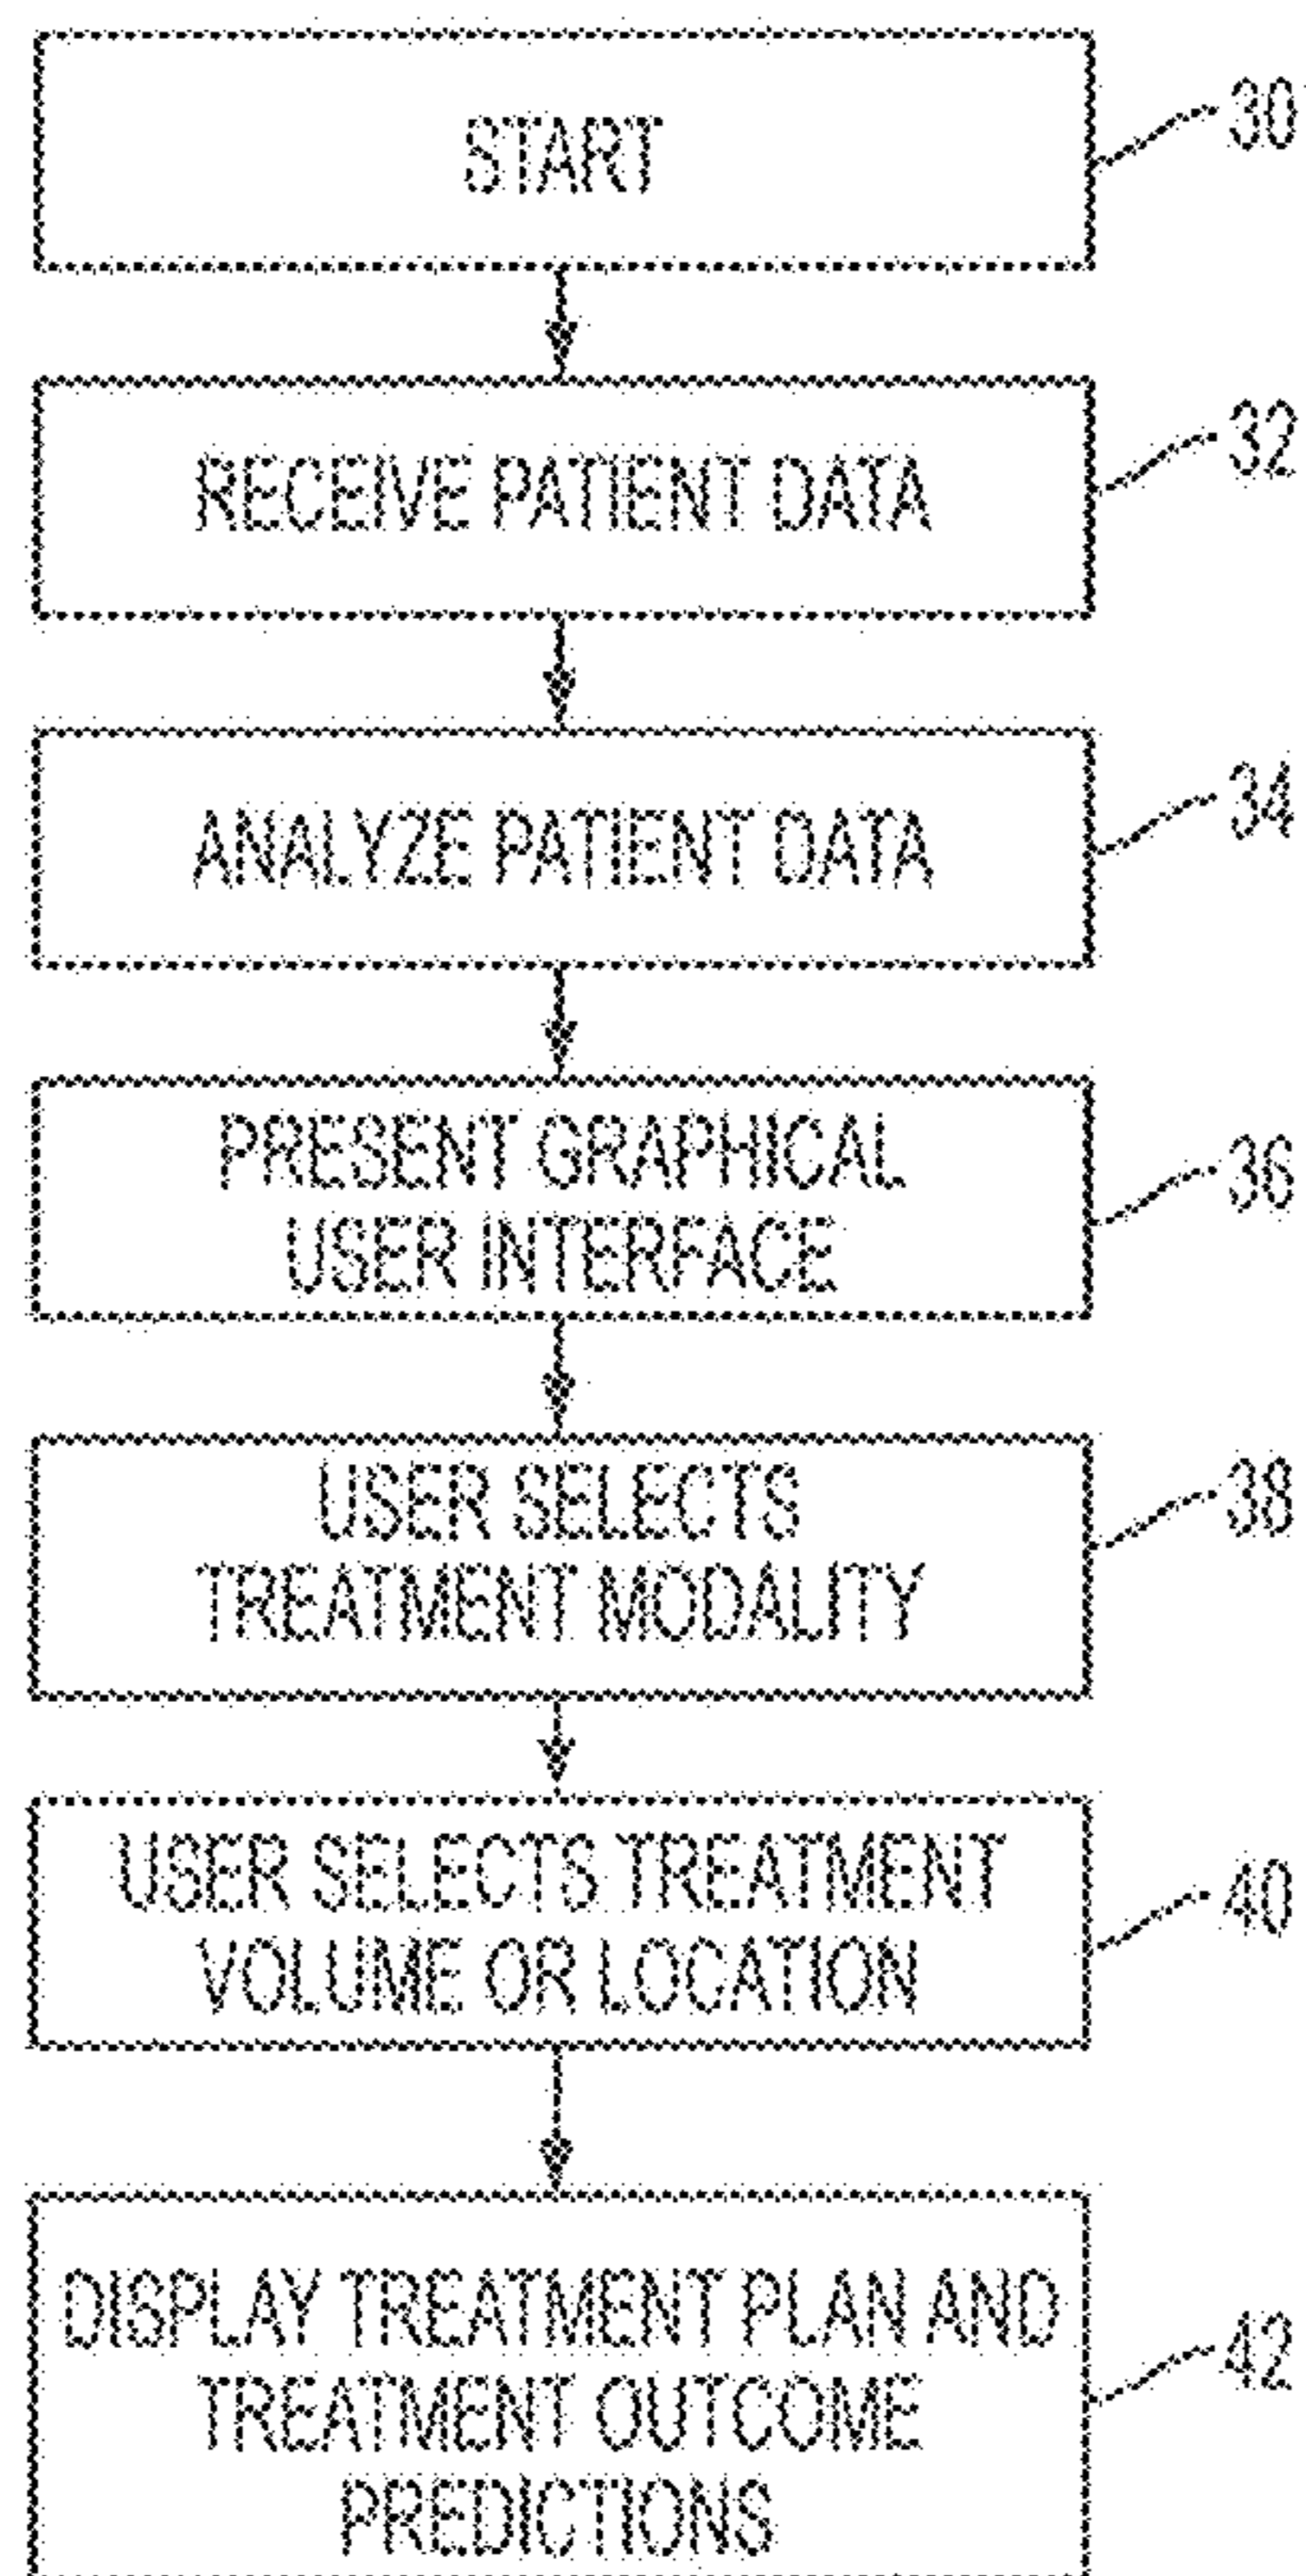 START
30
RECEIVE PATIENT DATA
32
ANALYZE PATIENT DATA
34
PRESENT GRAPHICAL
USER INTERFACE
36
USER SELECTS
TREATMENT MODALITY
38
USER SELECTS TREATMENT
VOLUME OR LOCATION
40
DISPLAY TREATMENT PLAN AND
TREATMENT OUTCOME
PREDICTIONS
42